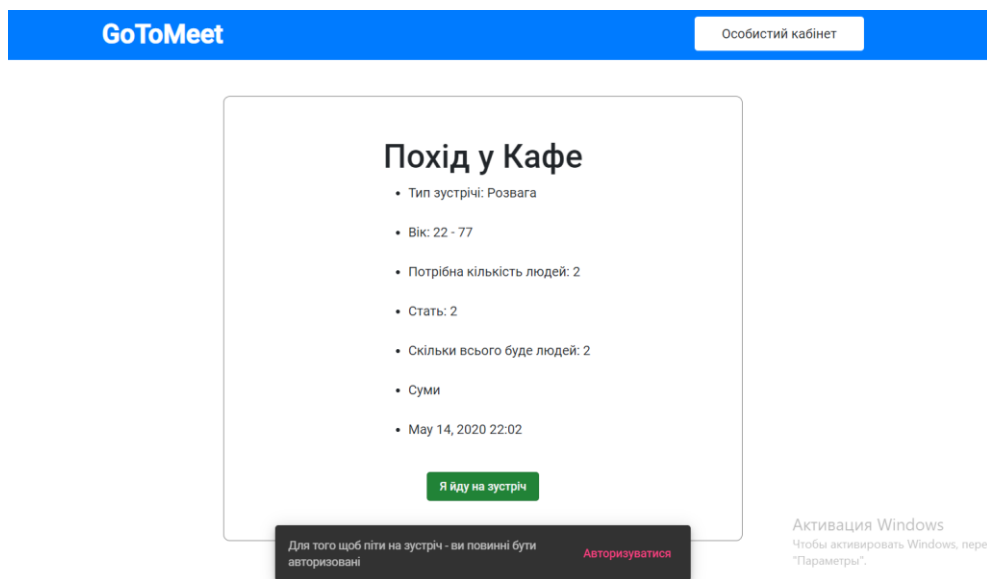 GoToMeet
Особистий кабінет
Похід у Кафе
• Тип зустрічі: Розвага
• Вік: 22 - 77
• Потрібна кількість людей: 2
• Стать: 2
• Скільки всього буде людей: 2
• Суми
• May 14, 2020 22:02
Я йду на зустріч
Для того щоб піти на зустріч - ви повинні бути
авторизовані
Авторизуватися
Активация Windows
Чтобы активировать Windows, пере
"Параметры".